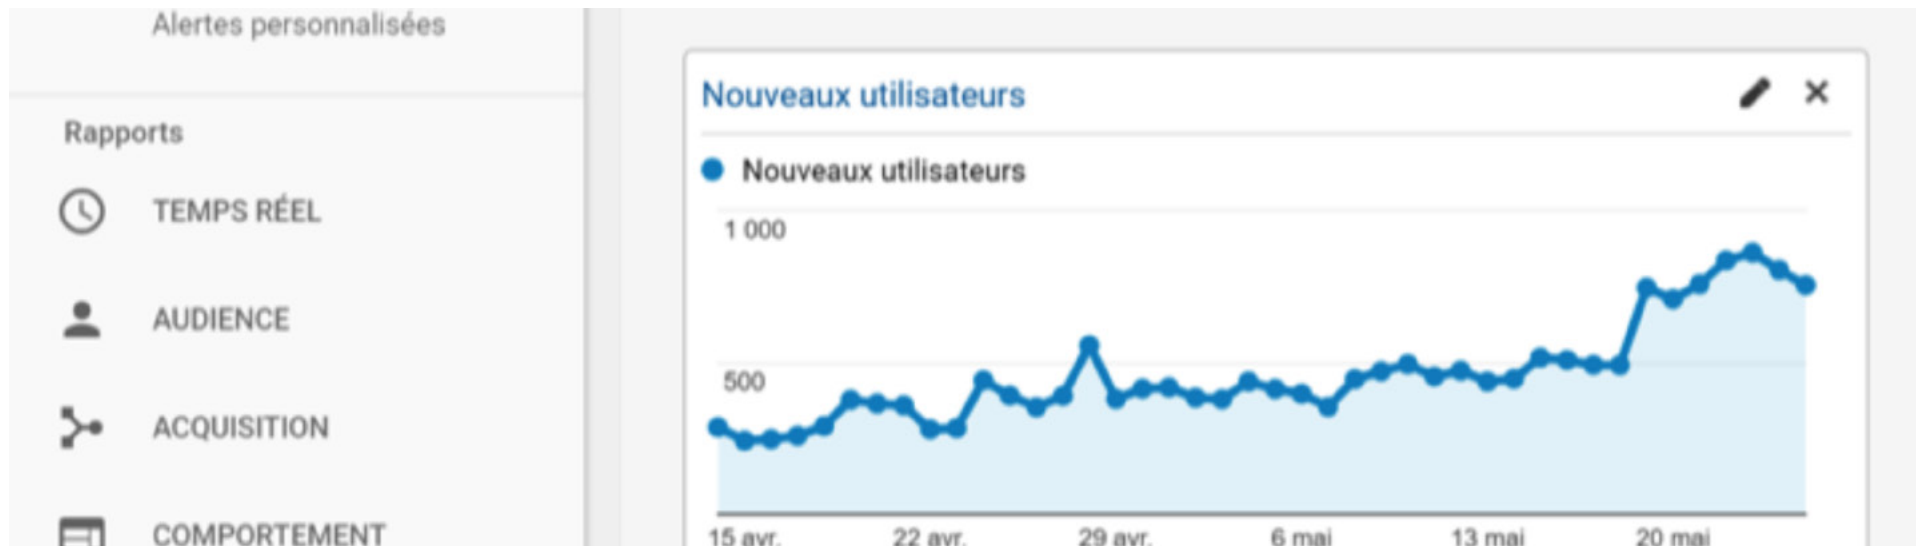 Alertes personnalisées
Rapports
TEMPS RÉEL
AUDIENCE
ACQUISITION
COMPORTEMENT
Nouveaux utilisateurs
Nouveaux utilisateurs
1 000
500
15 avr. 22 avr. 29 avr. 6 mai 13 mai 20 mai